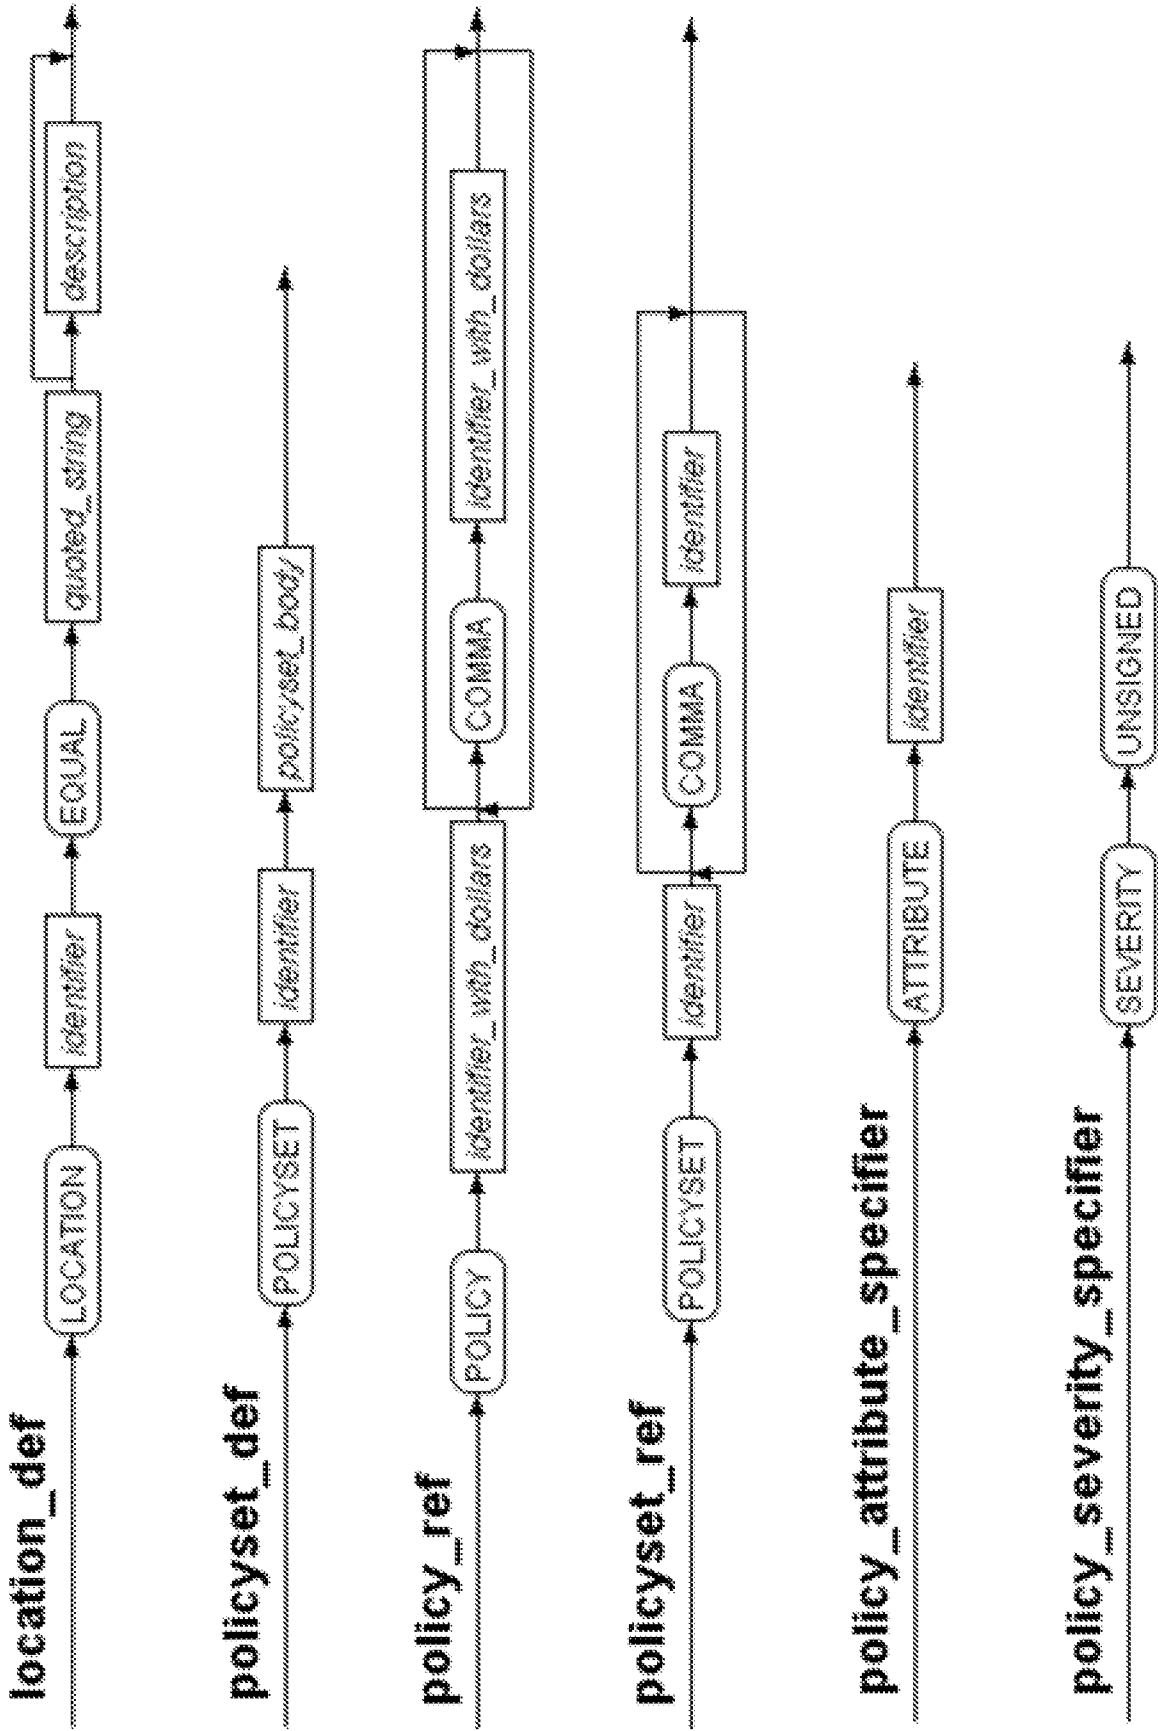 location_def
LOCATION identifier EQUAL quoted_string description
policyset_def
POLICYSET identifier policyset_body
policy_ref
POLICY identifier_with_dollars COMMA identifier_with_dollars
policyset_ref
POLICYSET identifier COMMA identifier
policy_attribute_specifier
ATTRIBUTE identifier
policy_severity_specifier
SEVERITY UNSIGNED